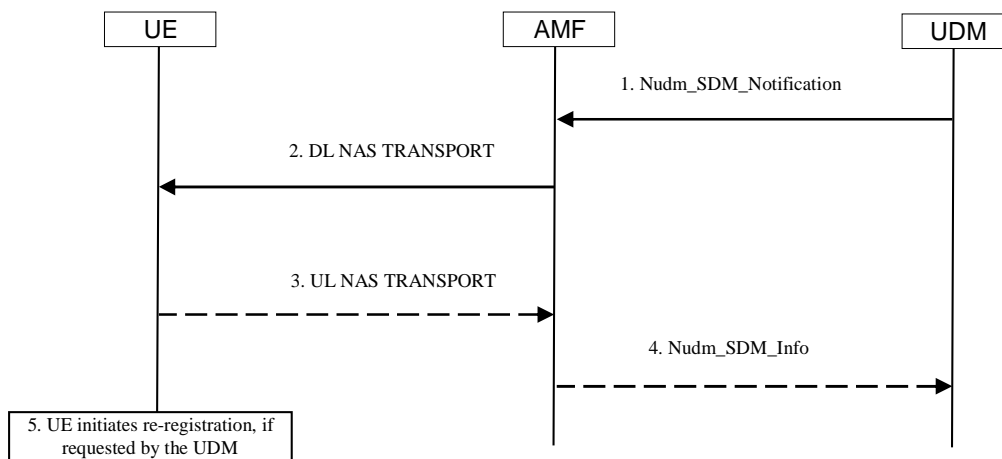 UE
AMF
UDM
1. Nudm_SDM_Notification
2. DL NAS TRANSPORT
3. UL NAS TRANSPORT
4. Nudm_SDM_Info
5. UE initiates re-registration, if
requested by the UDM